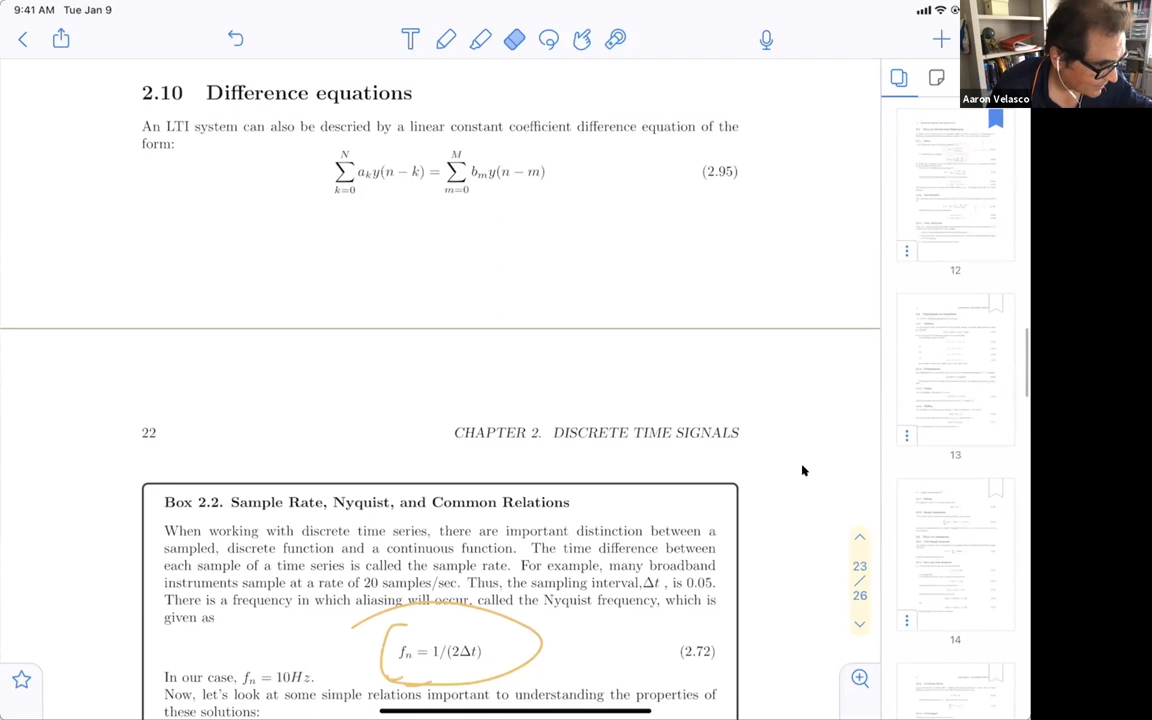 9:41 AM Tue Jan 9
Aaron Velasco
2.10 Difference equations
An LTI system can also be descried by a linear constant coefficient difference equation of the
form:
N M
∑ aₖy(n − k) = ∑ bₘy(n − m) (2.95)
k=0 m=0
22 CHAPTER 2. DISCRETE TIME SIGNALS
Box 2.2. Sample Rate, Nyquist, and Common Relations
When working with discrete time series, there are important distinction between a
sampled, discrete function and a continuous function. The time difference between
each sample of a time series is called the sample rate. For example, many broadband
instruments sample at a rate of 20 samples/sec. Thus, the sampling interval,Δt , is 0.05.
There is a frequency in which aliasing will occur, called the Nyquist frequency, which is
given as
fₙ = 1/(2Δt) (2.72)
In our case, fₙ = 10Hz.
Now, let's look at some simple relations important to understanding the properties of
these solutions:
12
13
14
23
/
26